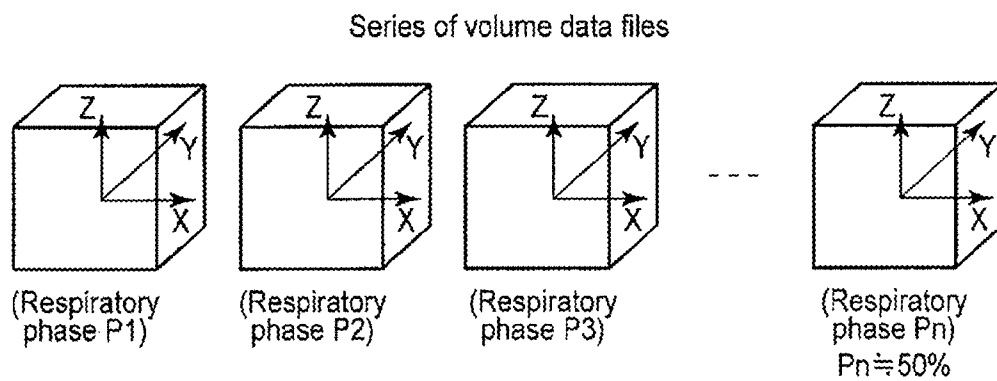 Series of volume data files
Z
Y
X
Z
Y
X
Z
Y
X
Z
Y
X
(Respiratory
phase P1)
(Respiratory
phase P2)
(Respiratory
phase P3)
(Respiratory
phase Pn)
Pn≒50%